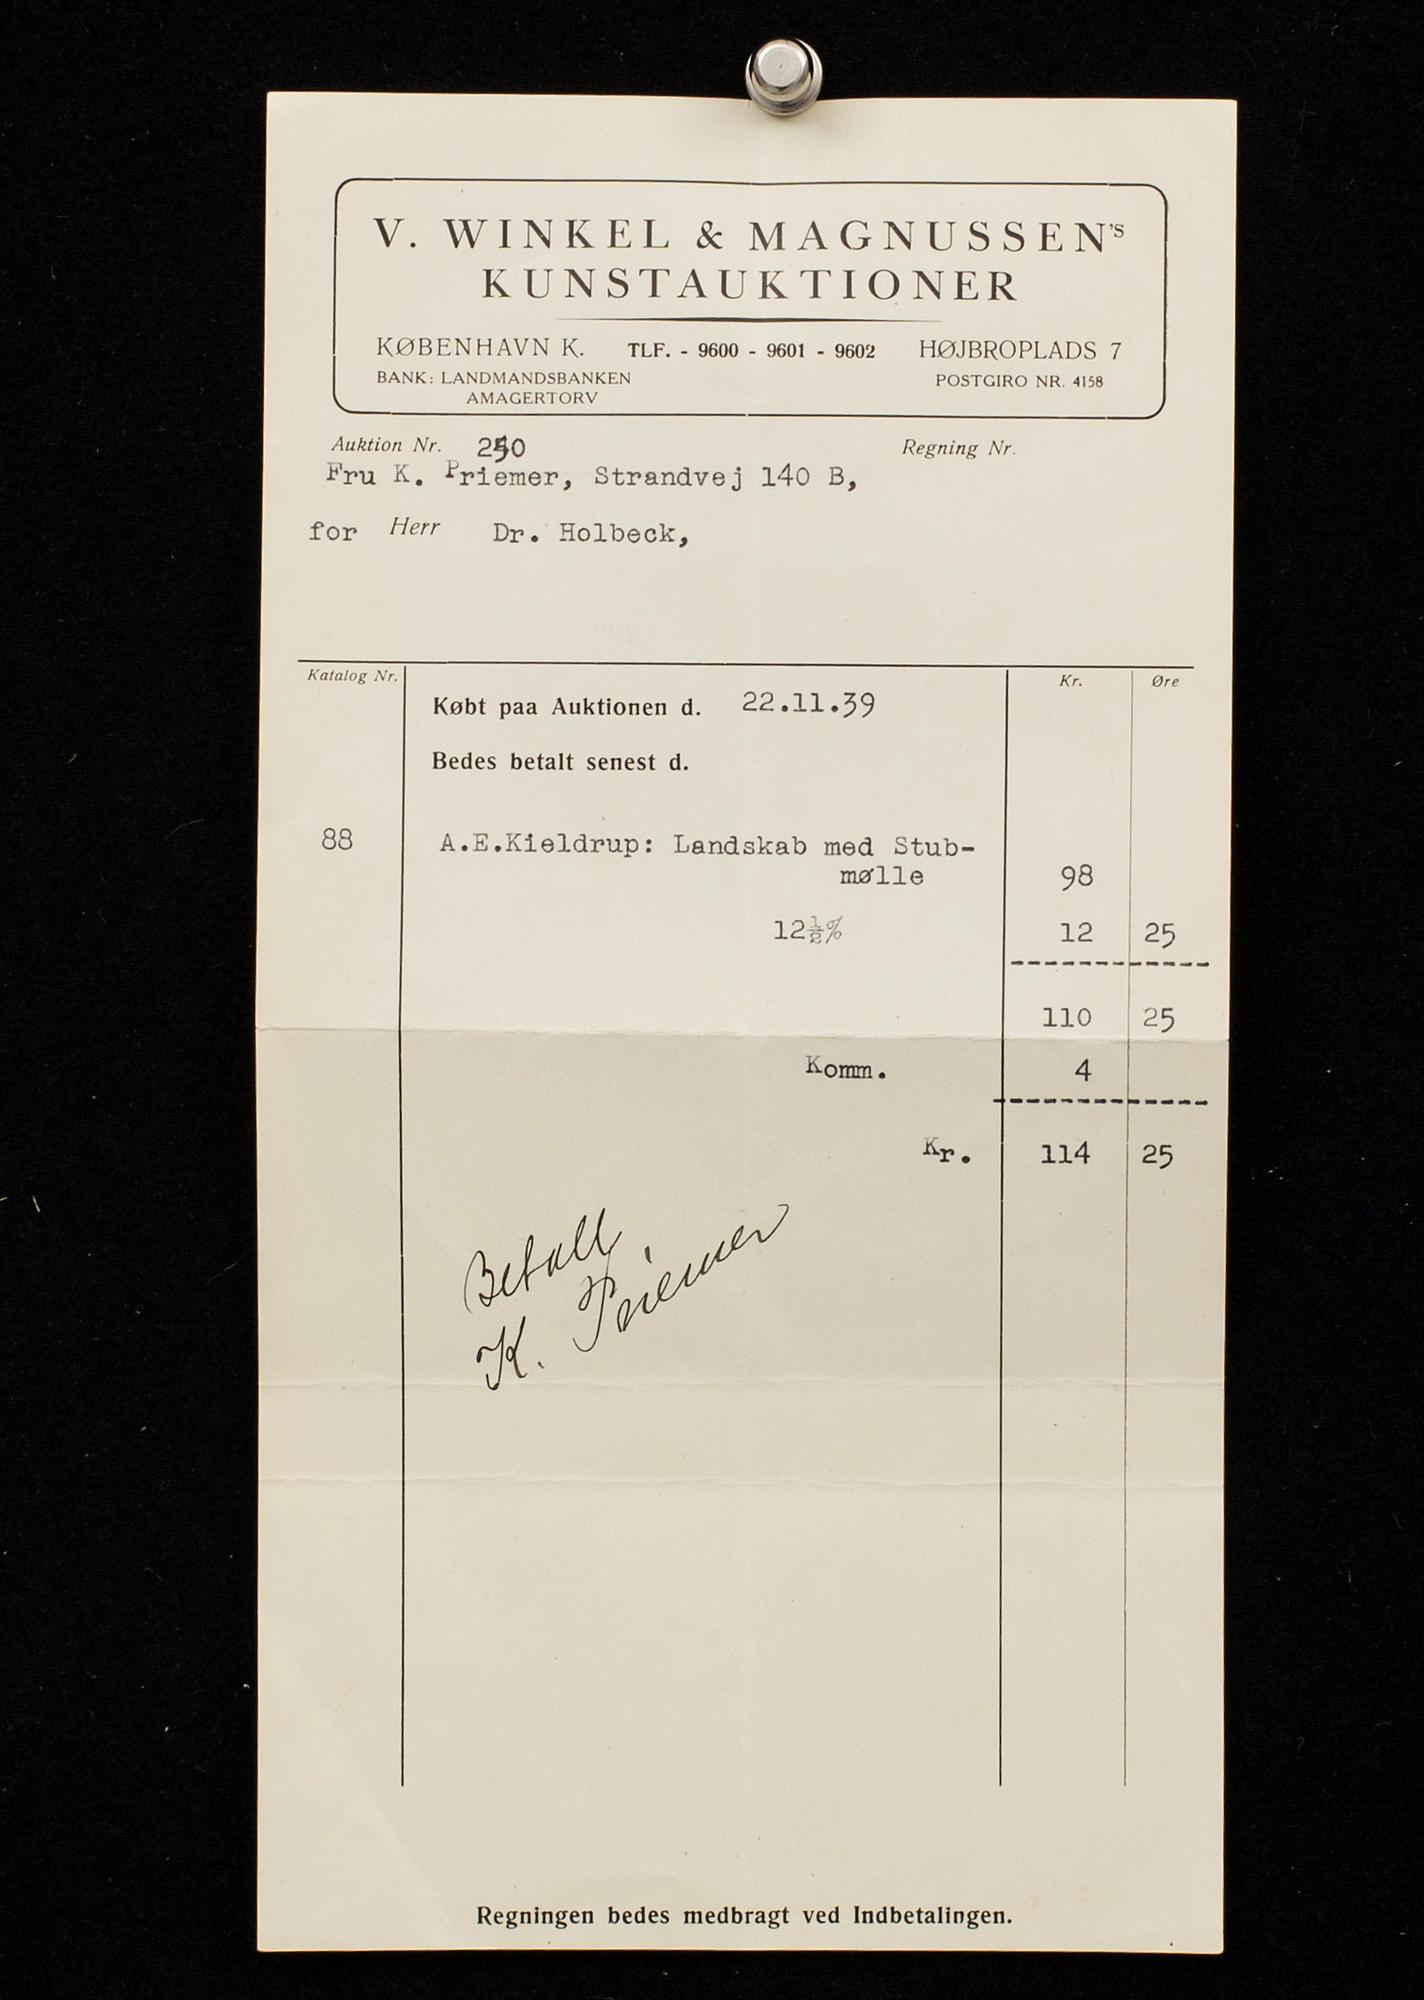 V. WINKEL & MAGNUSSEN'S
KUNSTAUKTIONER
KØBENHAVN K. TLF. - 9600 - 9601 - 9602 HØJBROPLADS 7
BANK: LANDMANDSBANKEN POSTGIRO NR. 4158
AMAGERTORV
Auktion Nr. 250 Regning Nr.
Fru K. Priemer, Strandvej 140 B,
for Herr Dr. Holbeck,
Katalog Nr. Kr. Øre
Købt paa Auktionen d. 22.11.39
Bedes betalt senest d.
88 A.E.Kieldrup: Landskab med Stub-
mølle 98
12½% 12 25
110 25
Komm. 4
Kr. 114 25
Betalt
K. Priemer
Regningen bedes medbragt ved Indbetalingen.